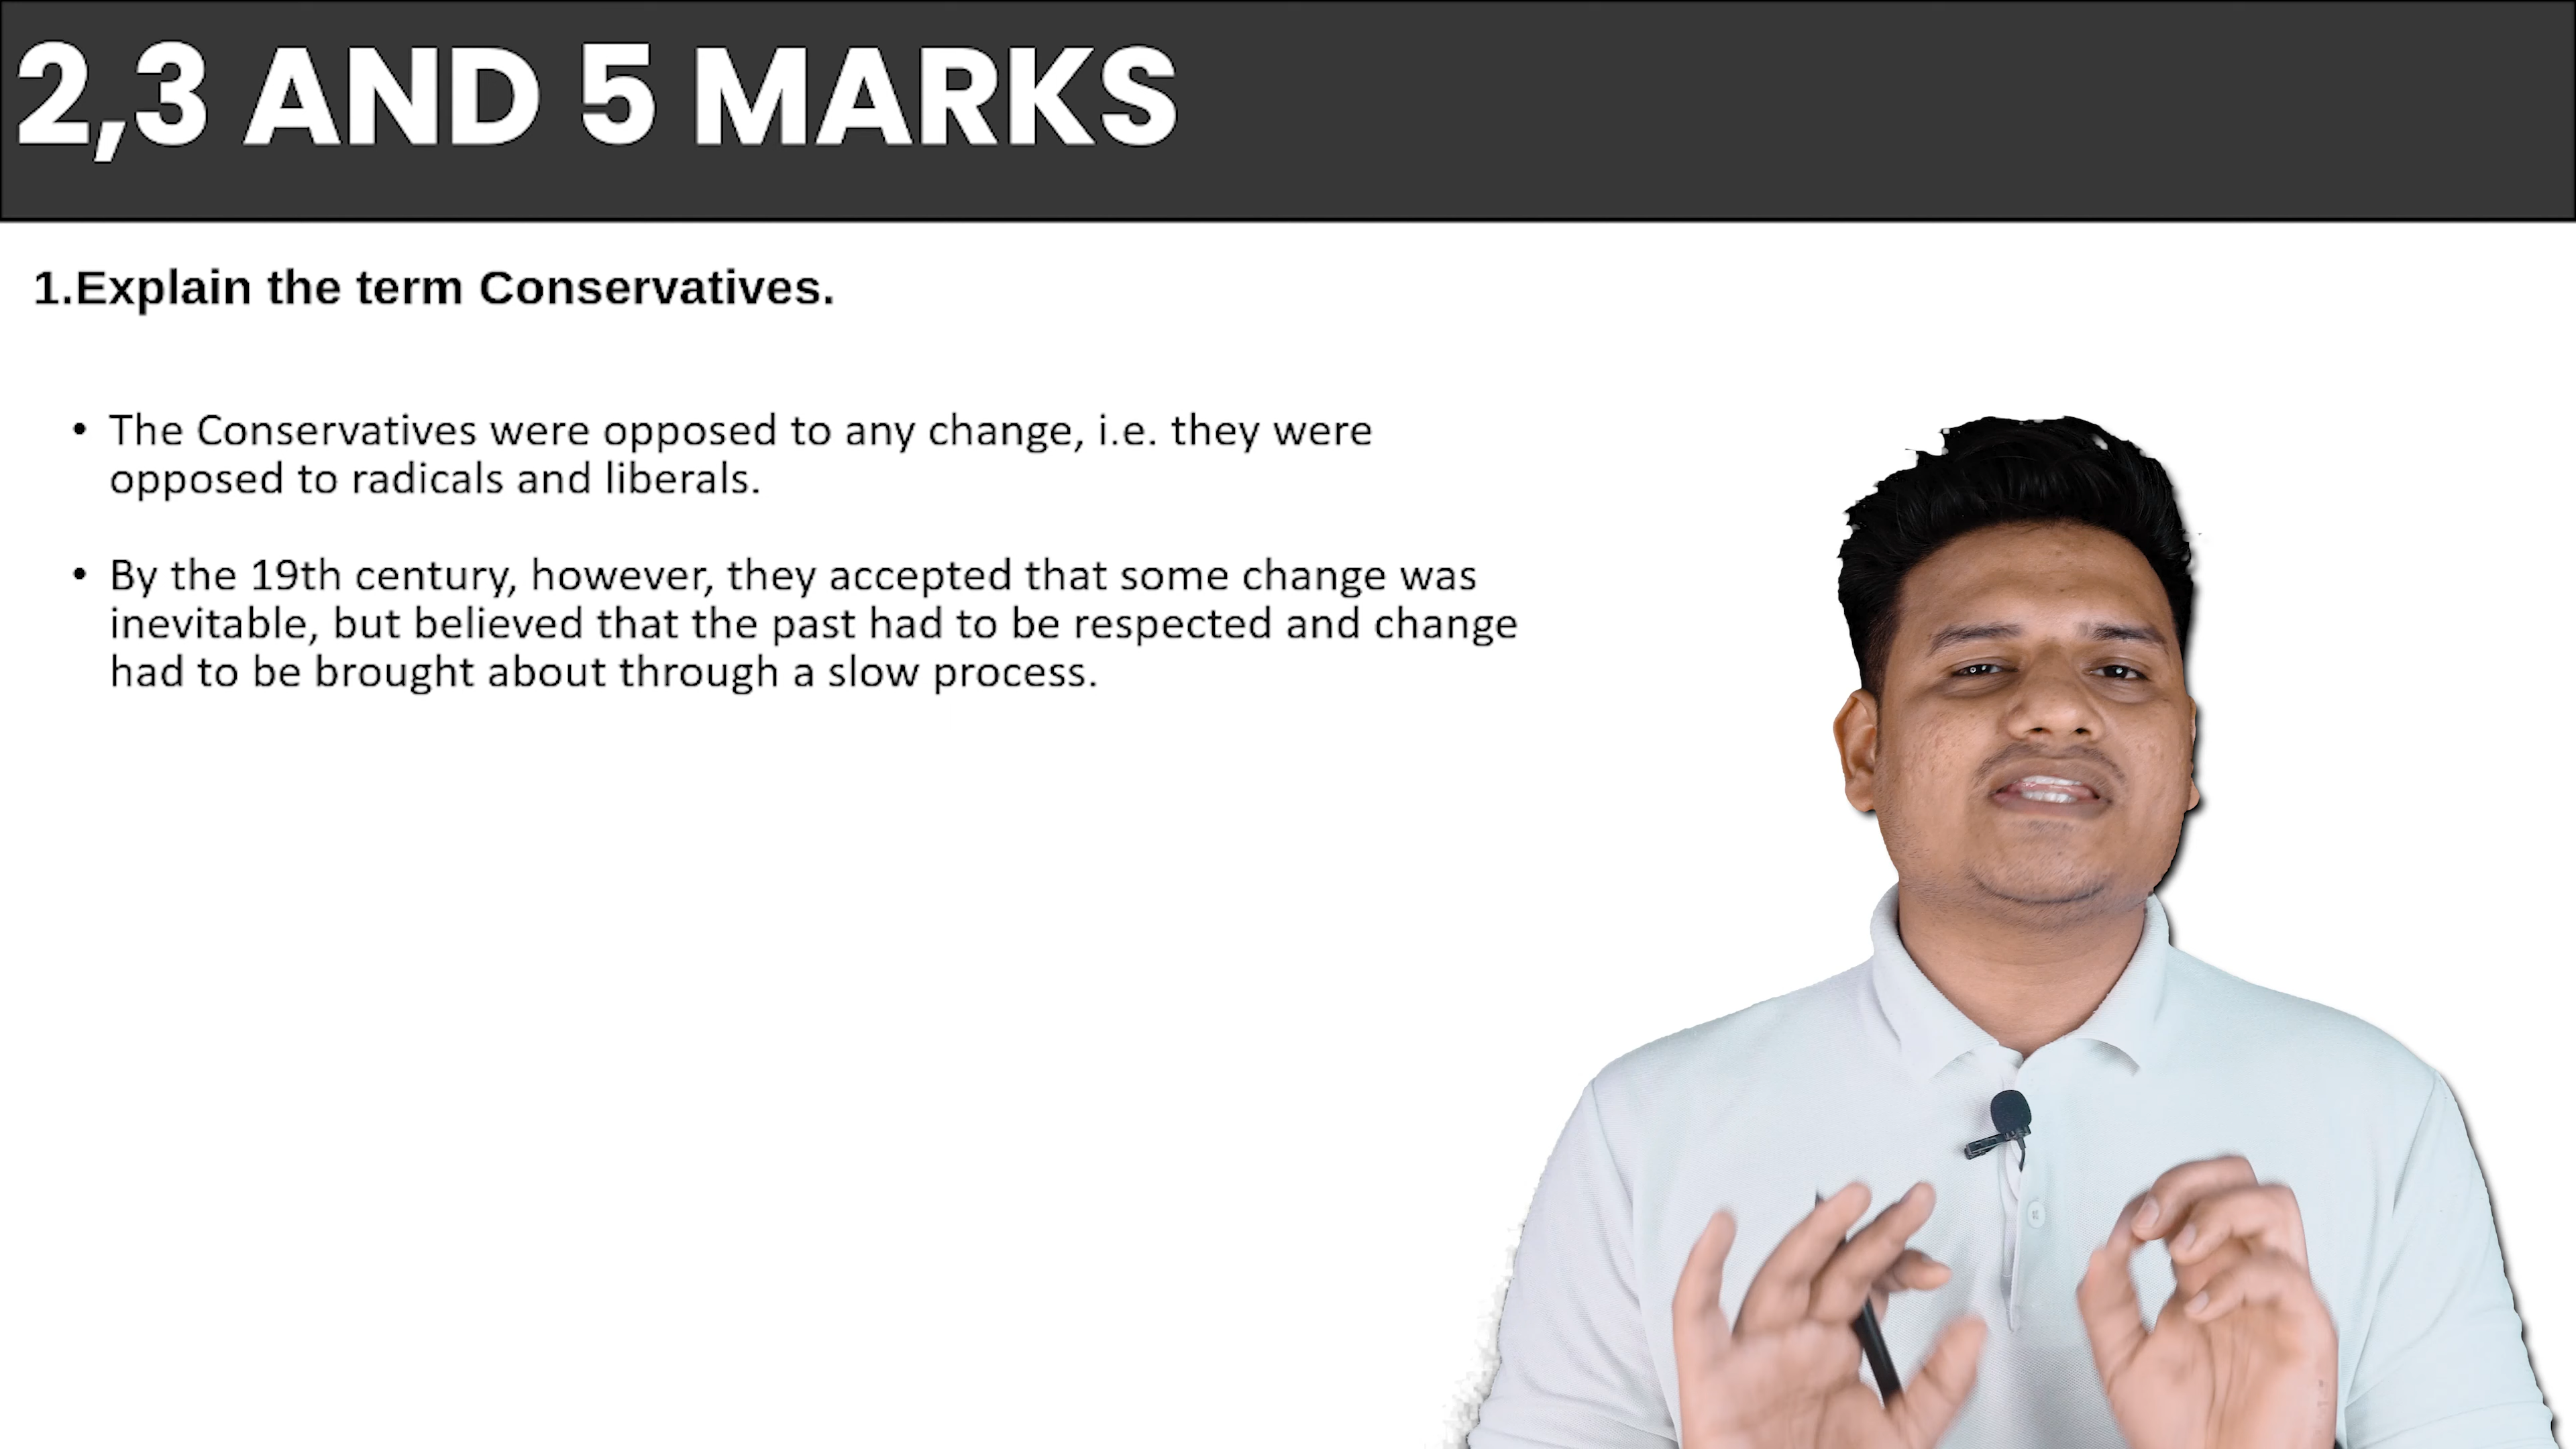 2,3 AND 5 MARKS
1.Explain the term Conservatives.
• The Conservatives were opposed to any change, i.e. they were
opposed to radicals and liberals.
• By the 19th century, however, they accepted that some change was
inevitable, but believed that the past had to be respected and change
had to be brought about through a slow process.